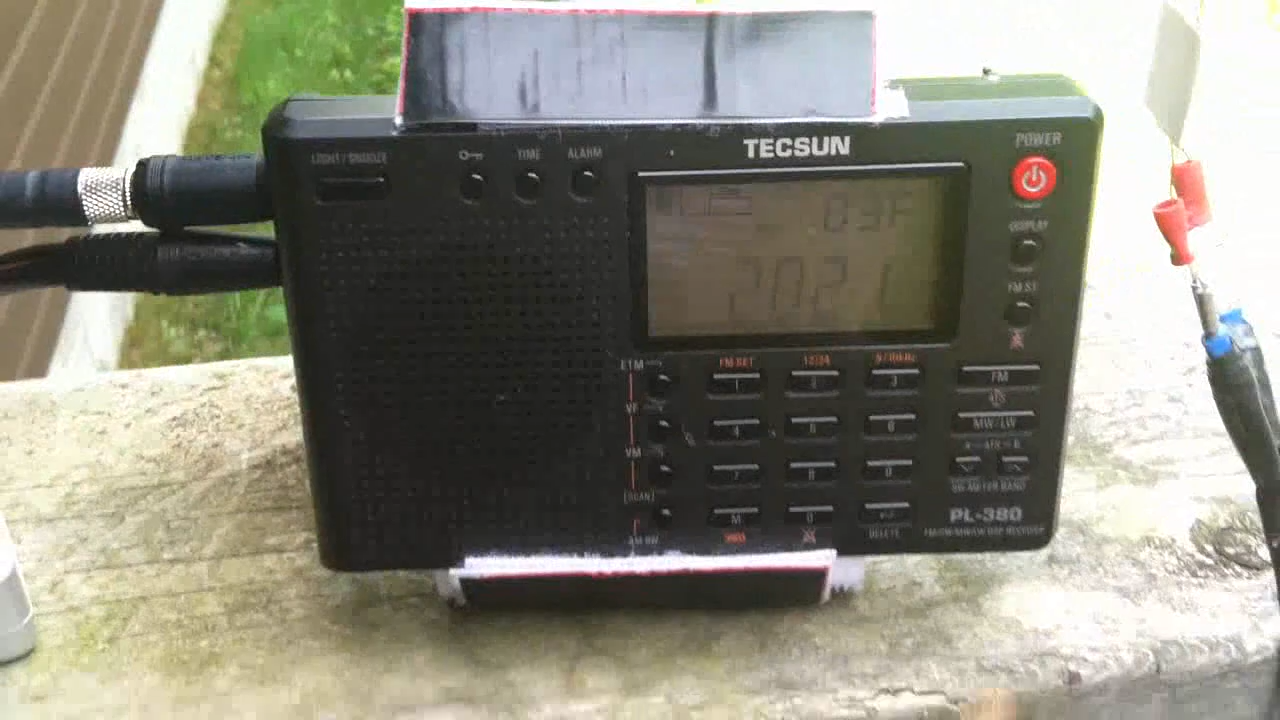 TECSUN
POWER
LIGHT / SNOOZE
TIME
ALARM
DISPLAY
FM ST.
ETM
FM SET
12/24
9 / 10kHz
1
2
3
FM
VF
4
5
6
MW/LW
VM
7
8
9
SW METER BAND
[SCAN]
M
0
PL-380
AM BW
DELETE